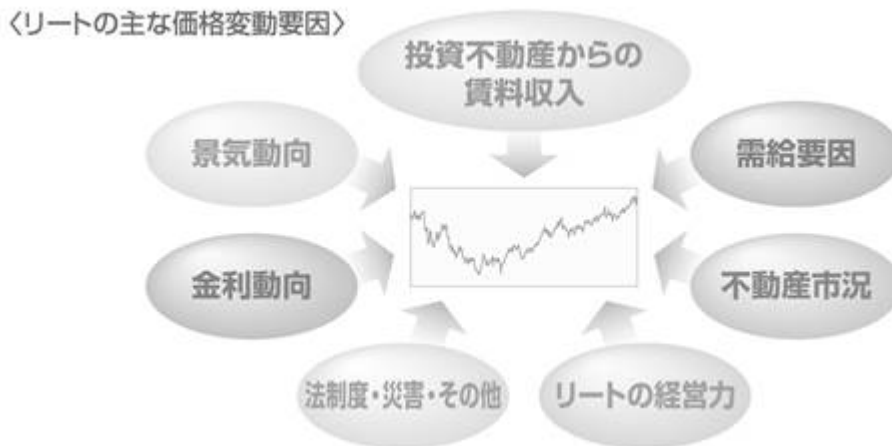 〈リートの主な価格変動要因〉
投資不動産からの
賃料収入
景気動向
需給要因
金利動向
不動産市況
法制度・災害・その他
リートの経営力